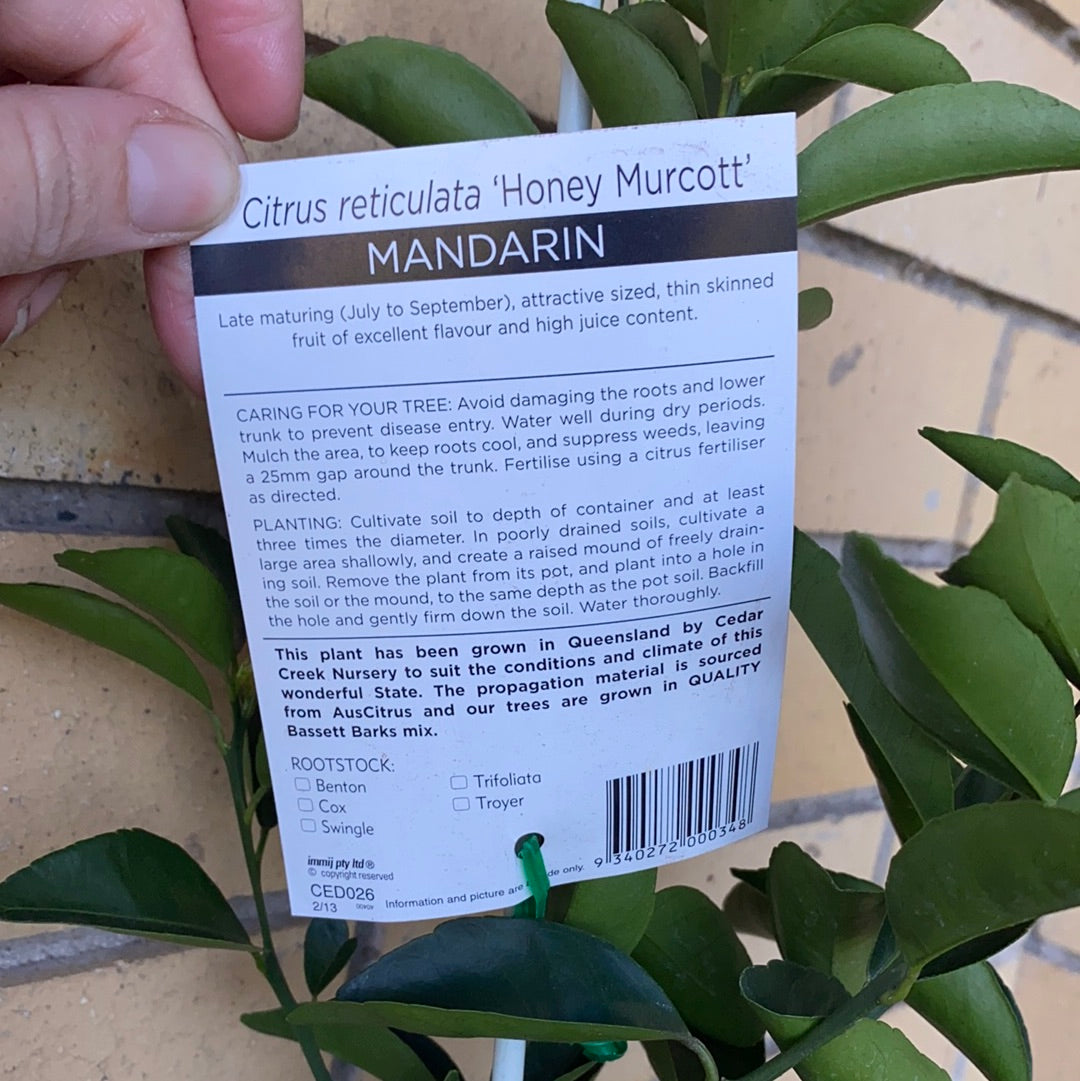 Citrus reticulata ‘Honey Murcott’
MANDARIN
Late maturing (July to September), attractive sized, thin skinned
fruit of excellent flavour and high juice content.
CARING FOR YOUR TREE: Avoid damaging the roots and lower
trunk to prevent disease entry. Water well during dry periods.
Mulch the area, to keep roots cool, and suppress weeds, leaving
a 25mm gap around the trunk. Fertilise using a citrus fertiliser
as directed.
PLANTING: Cultivate soil to depth of container and at least
three times the diameter. In poorly drained soils, cultivate a
large area shallowly, and create a raised mound of freely drain-
ing soil. Remove the plant from its pot, and plant into a hole in
the soil or the mound, to the same depth as the pot soil. Backfill
the hole and gently firm down the soil. Water thoroughly.
This plant has been grown in Queensland by Cedar
Creek Nursery to suit the conditions and climate of this
wonderful State. The propagation material is sourced
from AusCitrus and our trees are grown in QUALITY
Bassett Barks mix.
ROOTSTOCK:
Benton
Trifoliata
Cox
Troyer
Swingle
9 340272 000348
immij pty ltd ®
© copyright reserved
CED026
2/13
Information and picture are only.